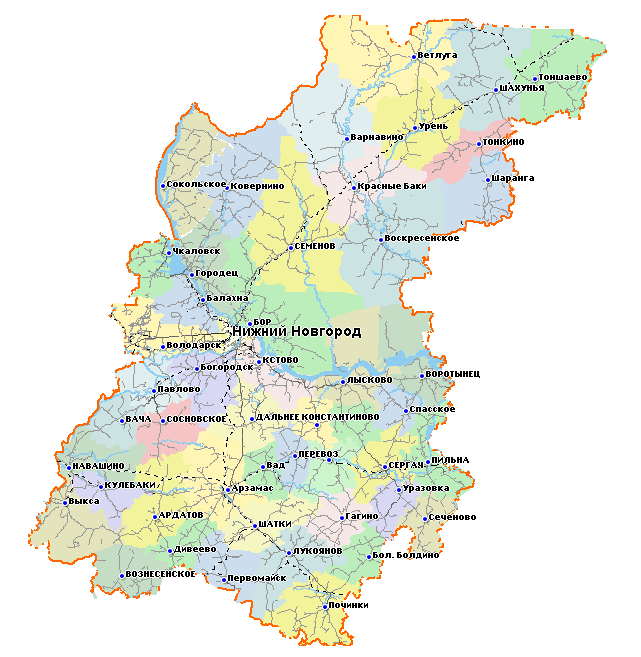 Ветлуга
Тоншаево
ШАХУНЬЯ
Урень
Варнавино
ТОНКИНО
Шаранга
Сокольское
Ковернино
Красные Баки
Воскресенское
СЕМЕНОВ
Чкаловск
Городец
Балахна
БОР
Нижний Новгород
Володарск
КСТОВО
Богородск
ВОРОТЫНЕЦ
ЛЫСКОВО
Павлово
Спасское
ВАЧА
СОСНОВСКОЕ
ДАЛЬНЕЕ КОНСТАНТИНОВО
ПЕРЕВОЗ
ПИЛЬНА
НАВАШИНО
Вад
СЕРГАЯ
КУЛЕБАКИ
Арзамас
Уразовка
Выкса
АРДАТОВ
Гагино
Сеченово
ШАТКИ
Дивеево
ЛУКОЯНОВ
Бол. Болдино
ВОЗНЕСЕНСКОЕ
Первомайск
Починки